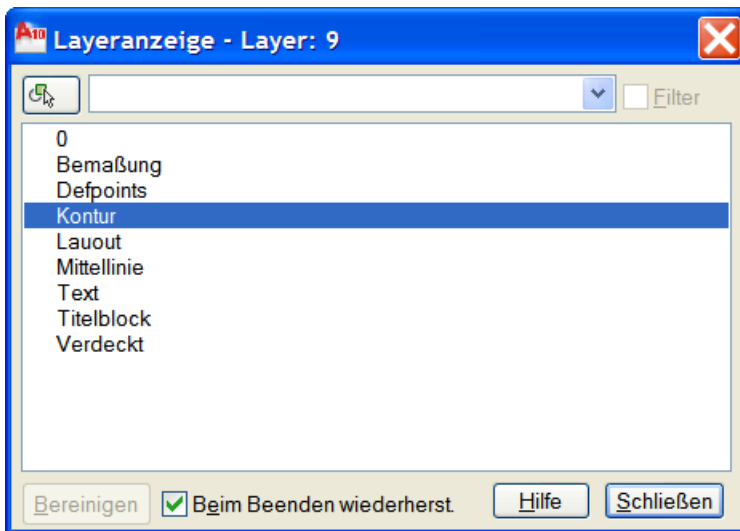 A10 Layeranzeige - Layer: 9
Filter
0
Bemaßung
Defpoints
Kontur
Lauout
Mittellinie
Text
Titelblock
Verdeckt
Bereinigen Beim Beenden wiederherst. Hilfe Schließen